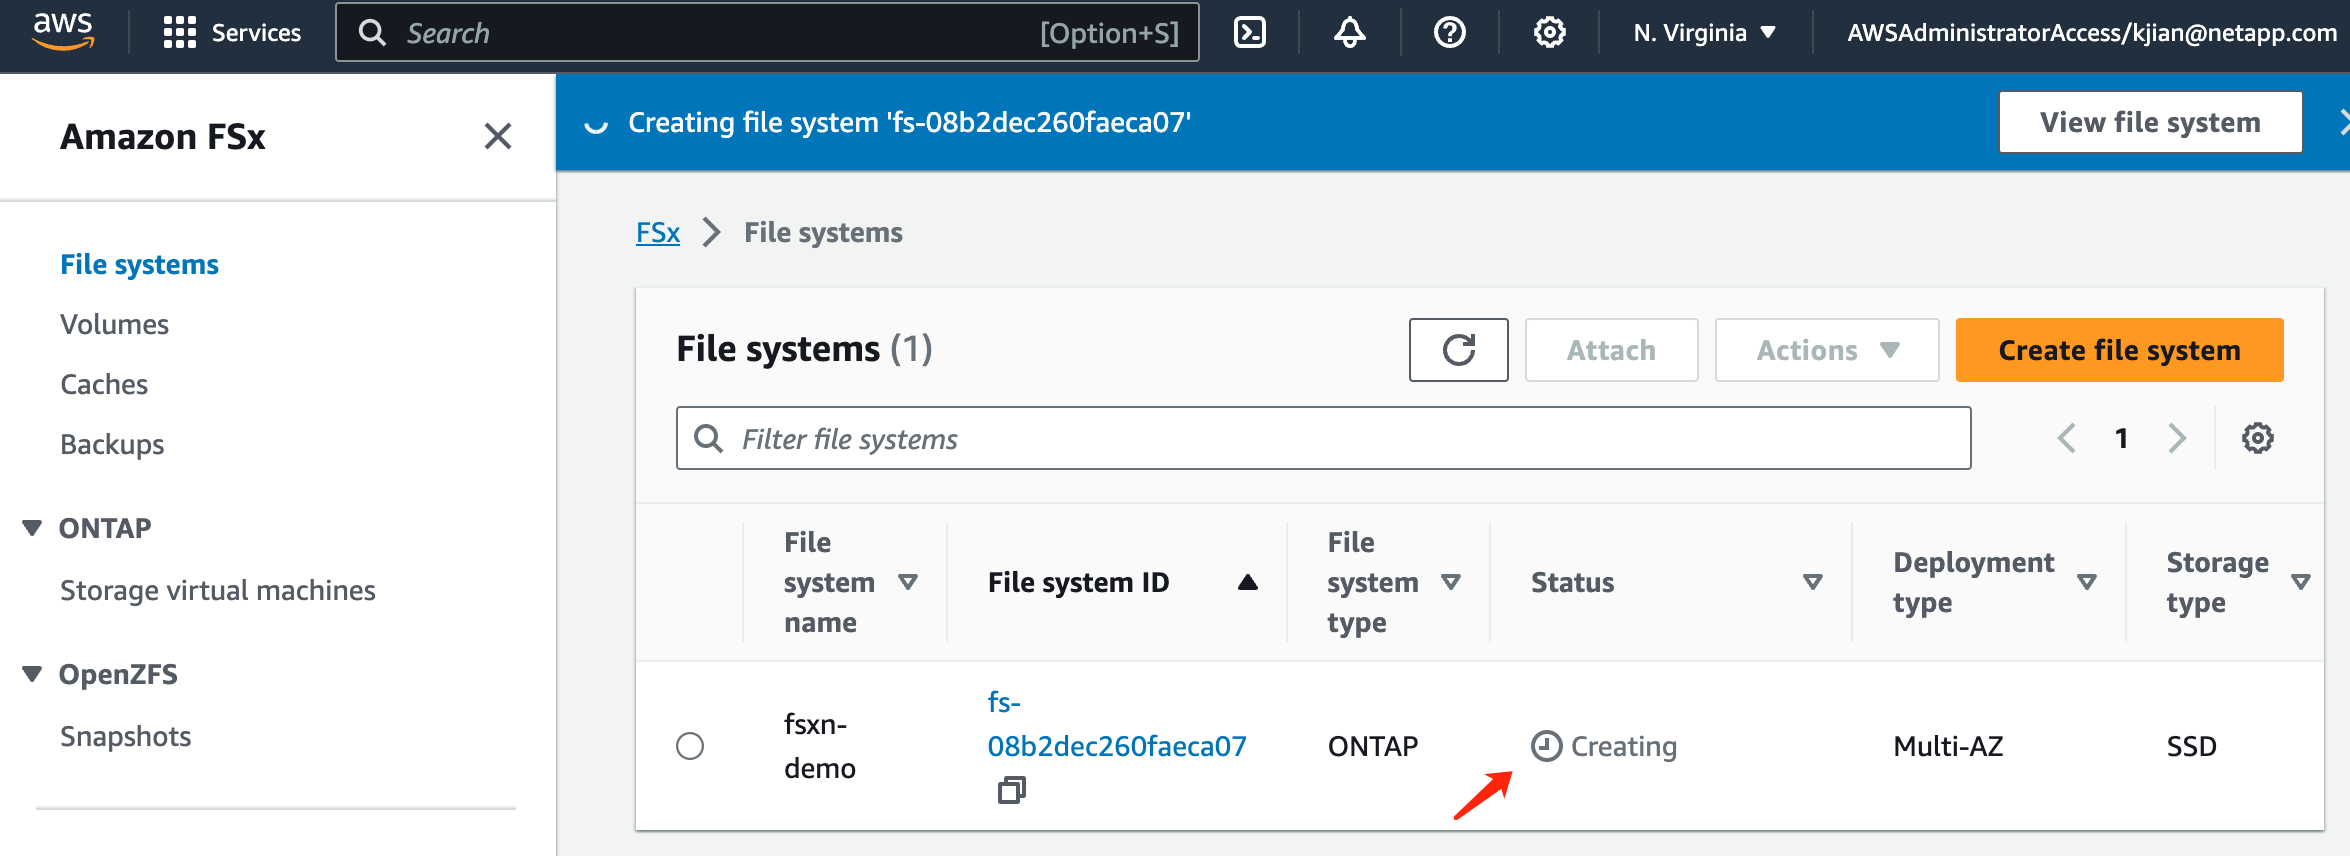 aws
Services
Search
[Option+S]
N. Virginia
AWSAdministratorAccess/kjian@netapp.com
Amazon FSx
File systems
Volumes
Caches
Backups
ONTAP
Storage virtual machines
OpenZFS
Snapshots
Creating file system 'fs-08b2dec260faeca07'
View file system
FSx
File systems
File systems (1)
Attach
Actions
Create file system
Filter file systems
1
File
system
name
File system ID
File
system
type
Status
Deployment
type
Storage
type
fsxn-
demo
fs-
08b2dec260faeca07
ONTAP
Creating
Multi-AZ
SSD